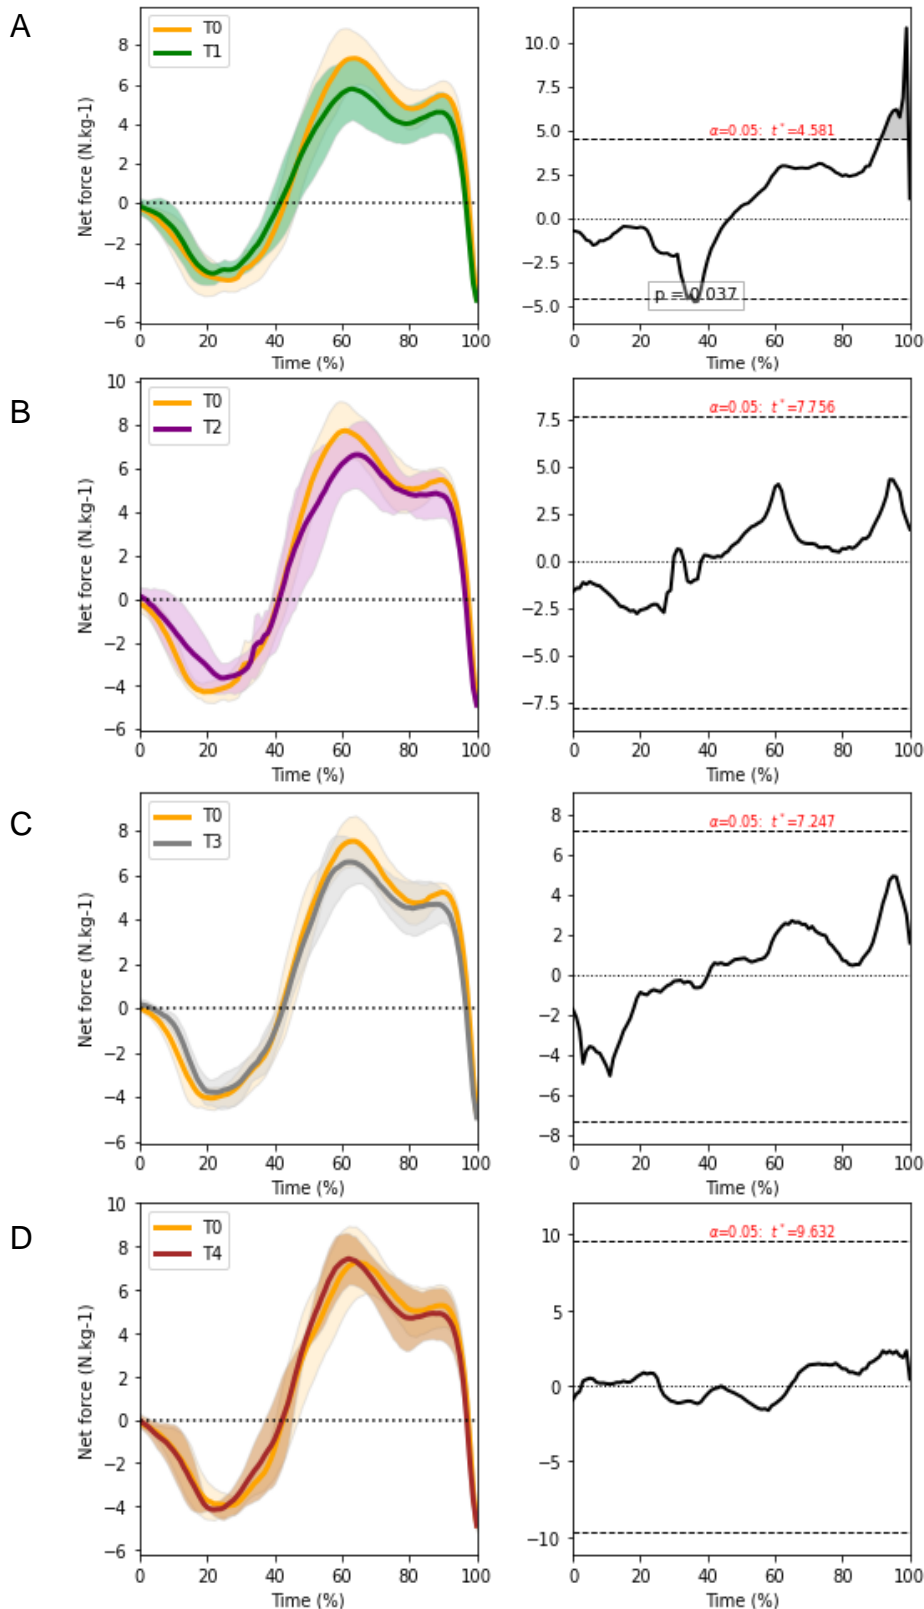 A
T0
T1
Net force (N.kg-1)
8
6
4
2
0
−2
−4
−6
0 20 40 60 80 100
Time (%)
10.0
7.5
5.0
2.5
0.0
−2.5
−5.0
α=0.05: t*=4.581
p = 0.037
0 20 40 60 80 100
Time (%)
B
T0
T2
Net force (N.kg-1)
10
8
6
4
2
0
−2
−4
−6
0 20 40 60 80 100
Time (%)
7.5
5.0
2.5
0.0
−2.5
−5.0
−7.5
α=0.05: t*=7.756
0 20 40 60 80 100
Time (%)
C
T0
T3
Net force (N.kg-1)
8
6
4
2
0
−2
−4
−6
0 20 40 60 80 100
Time (%)
8
6
4
2
0
−2
−4
−6
−8
α=0.05: t*=7.247
0 20 40 60 80 100
Time (%)
D
T0
T4
Net force (N.kg-1)
10
8
6
4
2
0
−2
−4
−6
0 20 40 60 80 100
Time (%)
10
5
0
−5
−10
α=0.05: t*=9.632
0 20 40 60 80 100
Time (%)